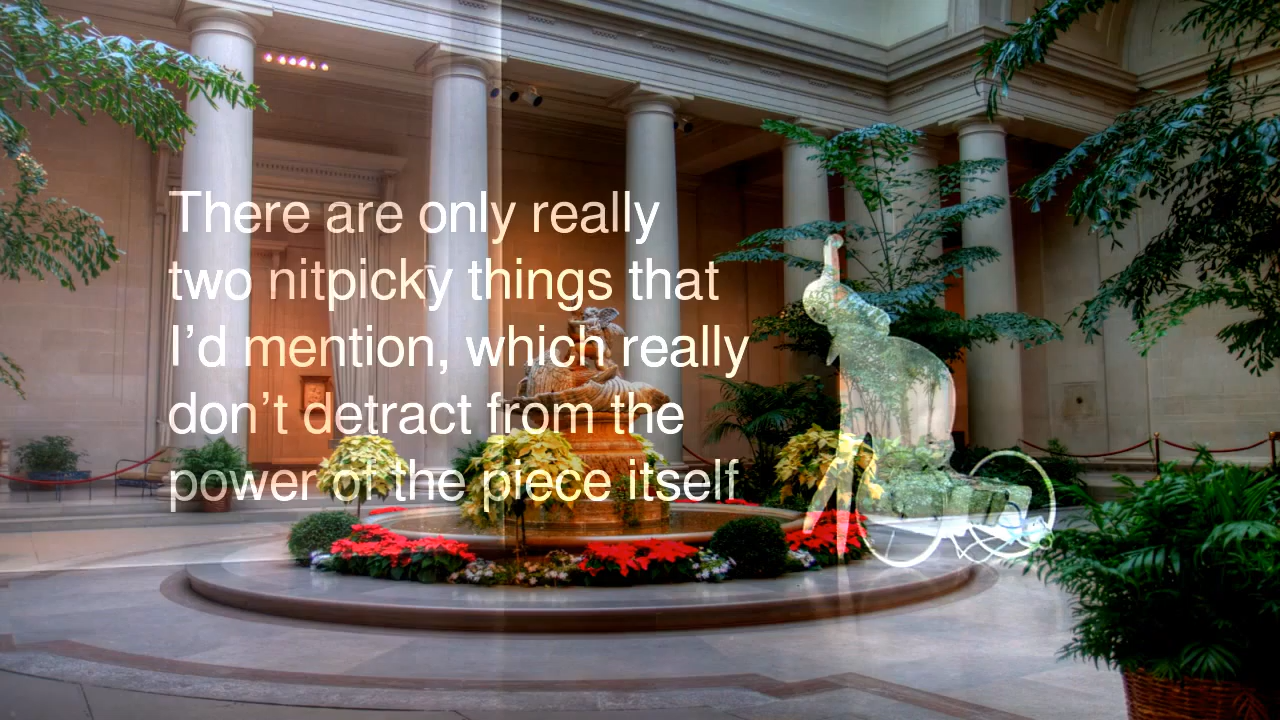 There are only really
two nitpicky things that
I’d mention, which really
don’t detract from the
power of the piece itself